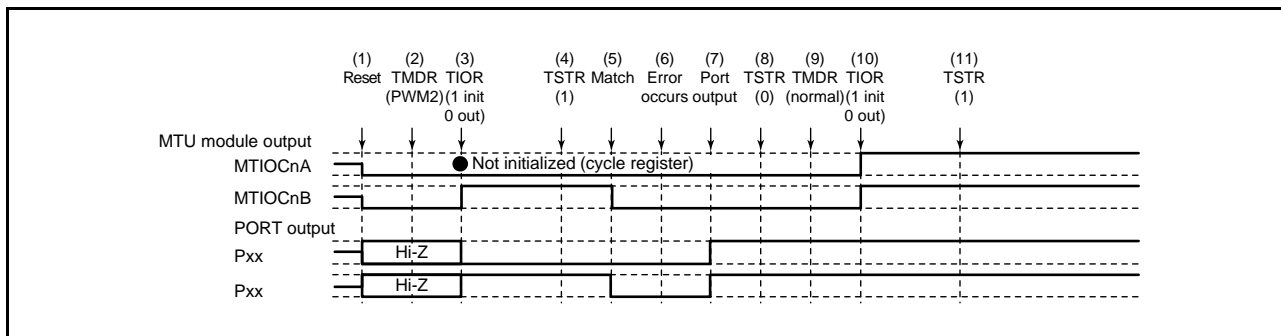 (1) (2) (3) (4) (5) (6) (7) (8) (9) (10) (11)
Reset TMDR TIOR TSTR Match Error Port TSTR TMDR TIOR TSTR
(PWM2) (1 init (1) occurs output (0) (normal) (1 init (1)
0 out) 0 out)
MTU module output
MTIOCnA ● Not initialized (cycle register)
MTIOCnB
PORT output
Pxx Hi-Z
Pxx Hi-Z